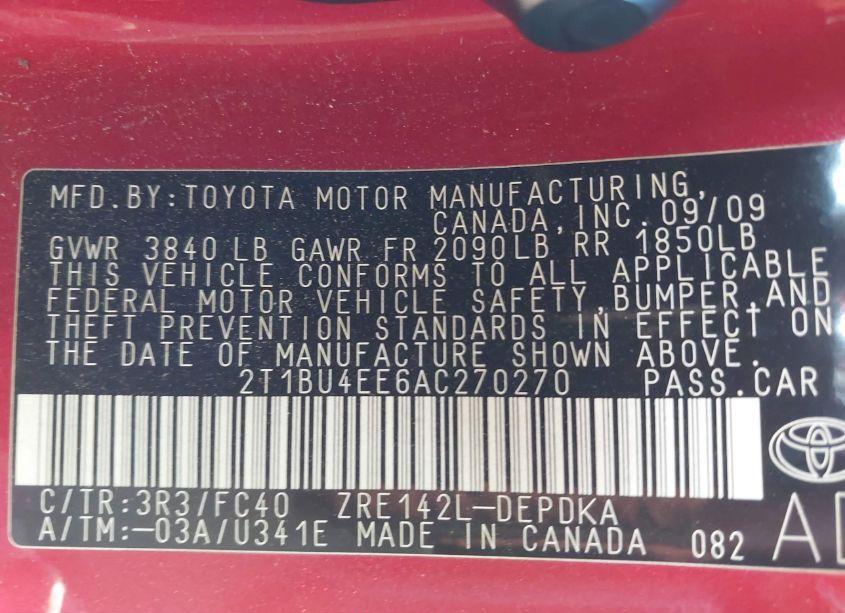 MFD.BY:TOYOTA MOTOR MANUFACTURING,
CANADA,INC. 09/09
GVWR 3840 LB GAWR FR 2090LB RR 1850LB
THIS VEHICLE CONFORMS TO ALL APPLICABLE
FEDERAL MOTOR VEHICLE SAFETY,BUMPER,AND
THEFT PREVENTION STANDARDS IN EFFECT ON
THE DATE OF MANUFACTURE SHOWN ABOVE.
2T1BU4EE6AC270270 PASS.CAR
C/TR:3R3/FC40 ZRE142L-DEPDKA
A/TM:-03A/U341E MADE IN CANADA 082